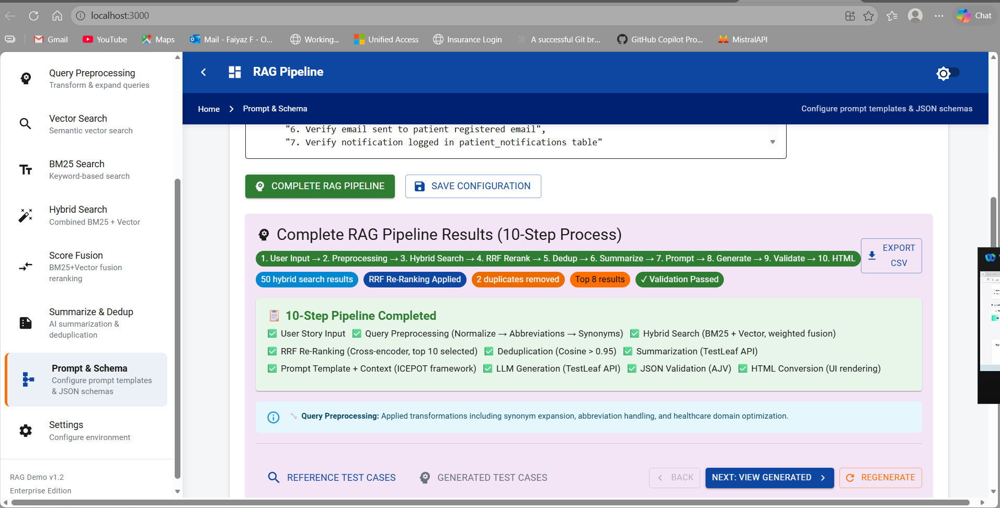 localhost:3000
Chat
Gmail
YouTube
Maps
Mail - Faiyaz F - O...
Working...
Unified Access
Insurance Login
A successful Git br...
GitHub Copilot Pro...
MistralAPI
Query Preprocessing
Transform & expand queries
Vector Search
Semantic vector search
BM25 Search
Keyword-based search
Hybrid Search
Combined BM25 + Vector
Score Fusion
BM25+Vector fusion
reranking
Summarize & Dedup
AI summarization &
deduplication
Prompt & Schema
Configure prompt templates
& JSON schemas
Settings
Configure environment
RAG Demo v1.2
Enterprise Edition
RAG Pipeline
Home > Prompt & Schema
Configure prompt templates & JSON schemas
"6. Verify email sent to patient registered email",
"7. Verify notification logged in patient_notifications table"
COMPLETE RAG PIPELINE
SAVE CONFIGURATION
Complete RAG Pipeline Results (10-Step Process)
1. User Input → 2. Preprocessing → 3. Hybrid Search → 4. RRF Rerank → 5. Dedup → 6. Summarize → 7. Prompt → 8. Generate → 9. Validate → 10. HTML
EXPORT
CSV
50 hybrid search results
RRF Re-Ranking Applied
2 duplicates removed
Top 8 results
✓ Validation Passed
📋 10-Step Pipeline Completed
✅ User Story Input ✅ Query Preprocessing (Normalize → Abbreviations → Synonyms) ✅ Hybrid Search (BM25 + Vector, weighted fusion)
✅ RRF Re-Ranking (Cross-encoder, top 10 selected) ✅ Deduplication (Cosine > 0.95) ✅ Summarization (TestLeaf API)
✅ Prompt Template + Context (ICEPOT framework) ✅ LLM Generation (TestLeaf API) ✅ JSON Validation (AJV) ✅ HTML Conversion (UI rendering)
🔧 Query Preprocessing: Applied transformations including synonym expansion, abbreviation handling, and healthcare domain optimization.
REFERENCE TEST CASES
GENERATED TEST CASES
BACK
NEXT: VIEW GENERATED
REGENERATE